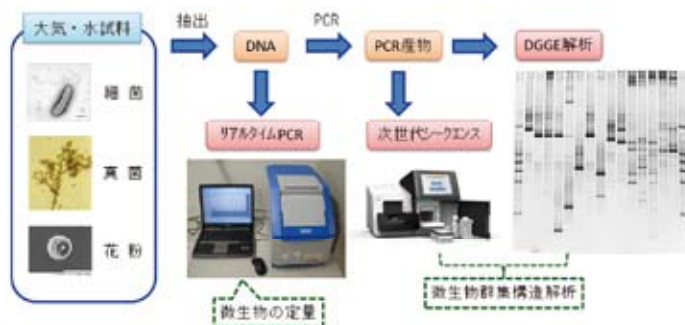 大気・水試料
抽出
DNA
PCR
PCR産物
DGGE解析
細菌
真菌
花粉
リアルタイムPCR
次世代シークエンス
微生物の定量
微生物群集構造解析